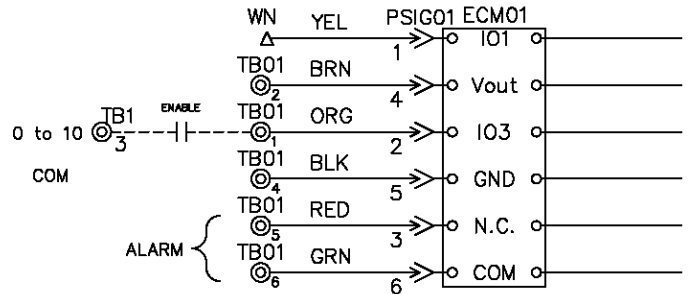 WN YEL PSIG01 ECM01
1 IO1
TB01 BRN
2 4 Vout
TB1 ENABLE TB01 ORG
0 to 10 3 1 2 IO3
COM TB01 BLK
4 5 GND
TB01 RED
5 3 N.C.
ALARM
TB01 GRN
6 6 COM